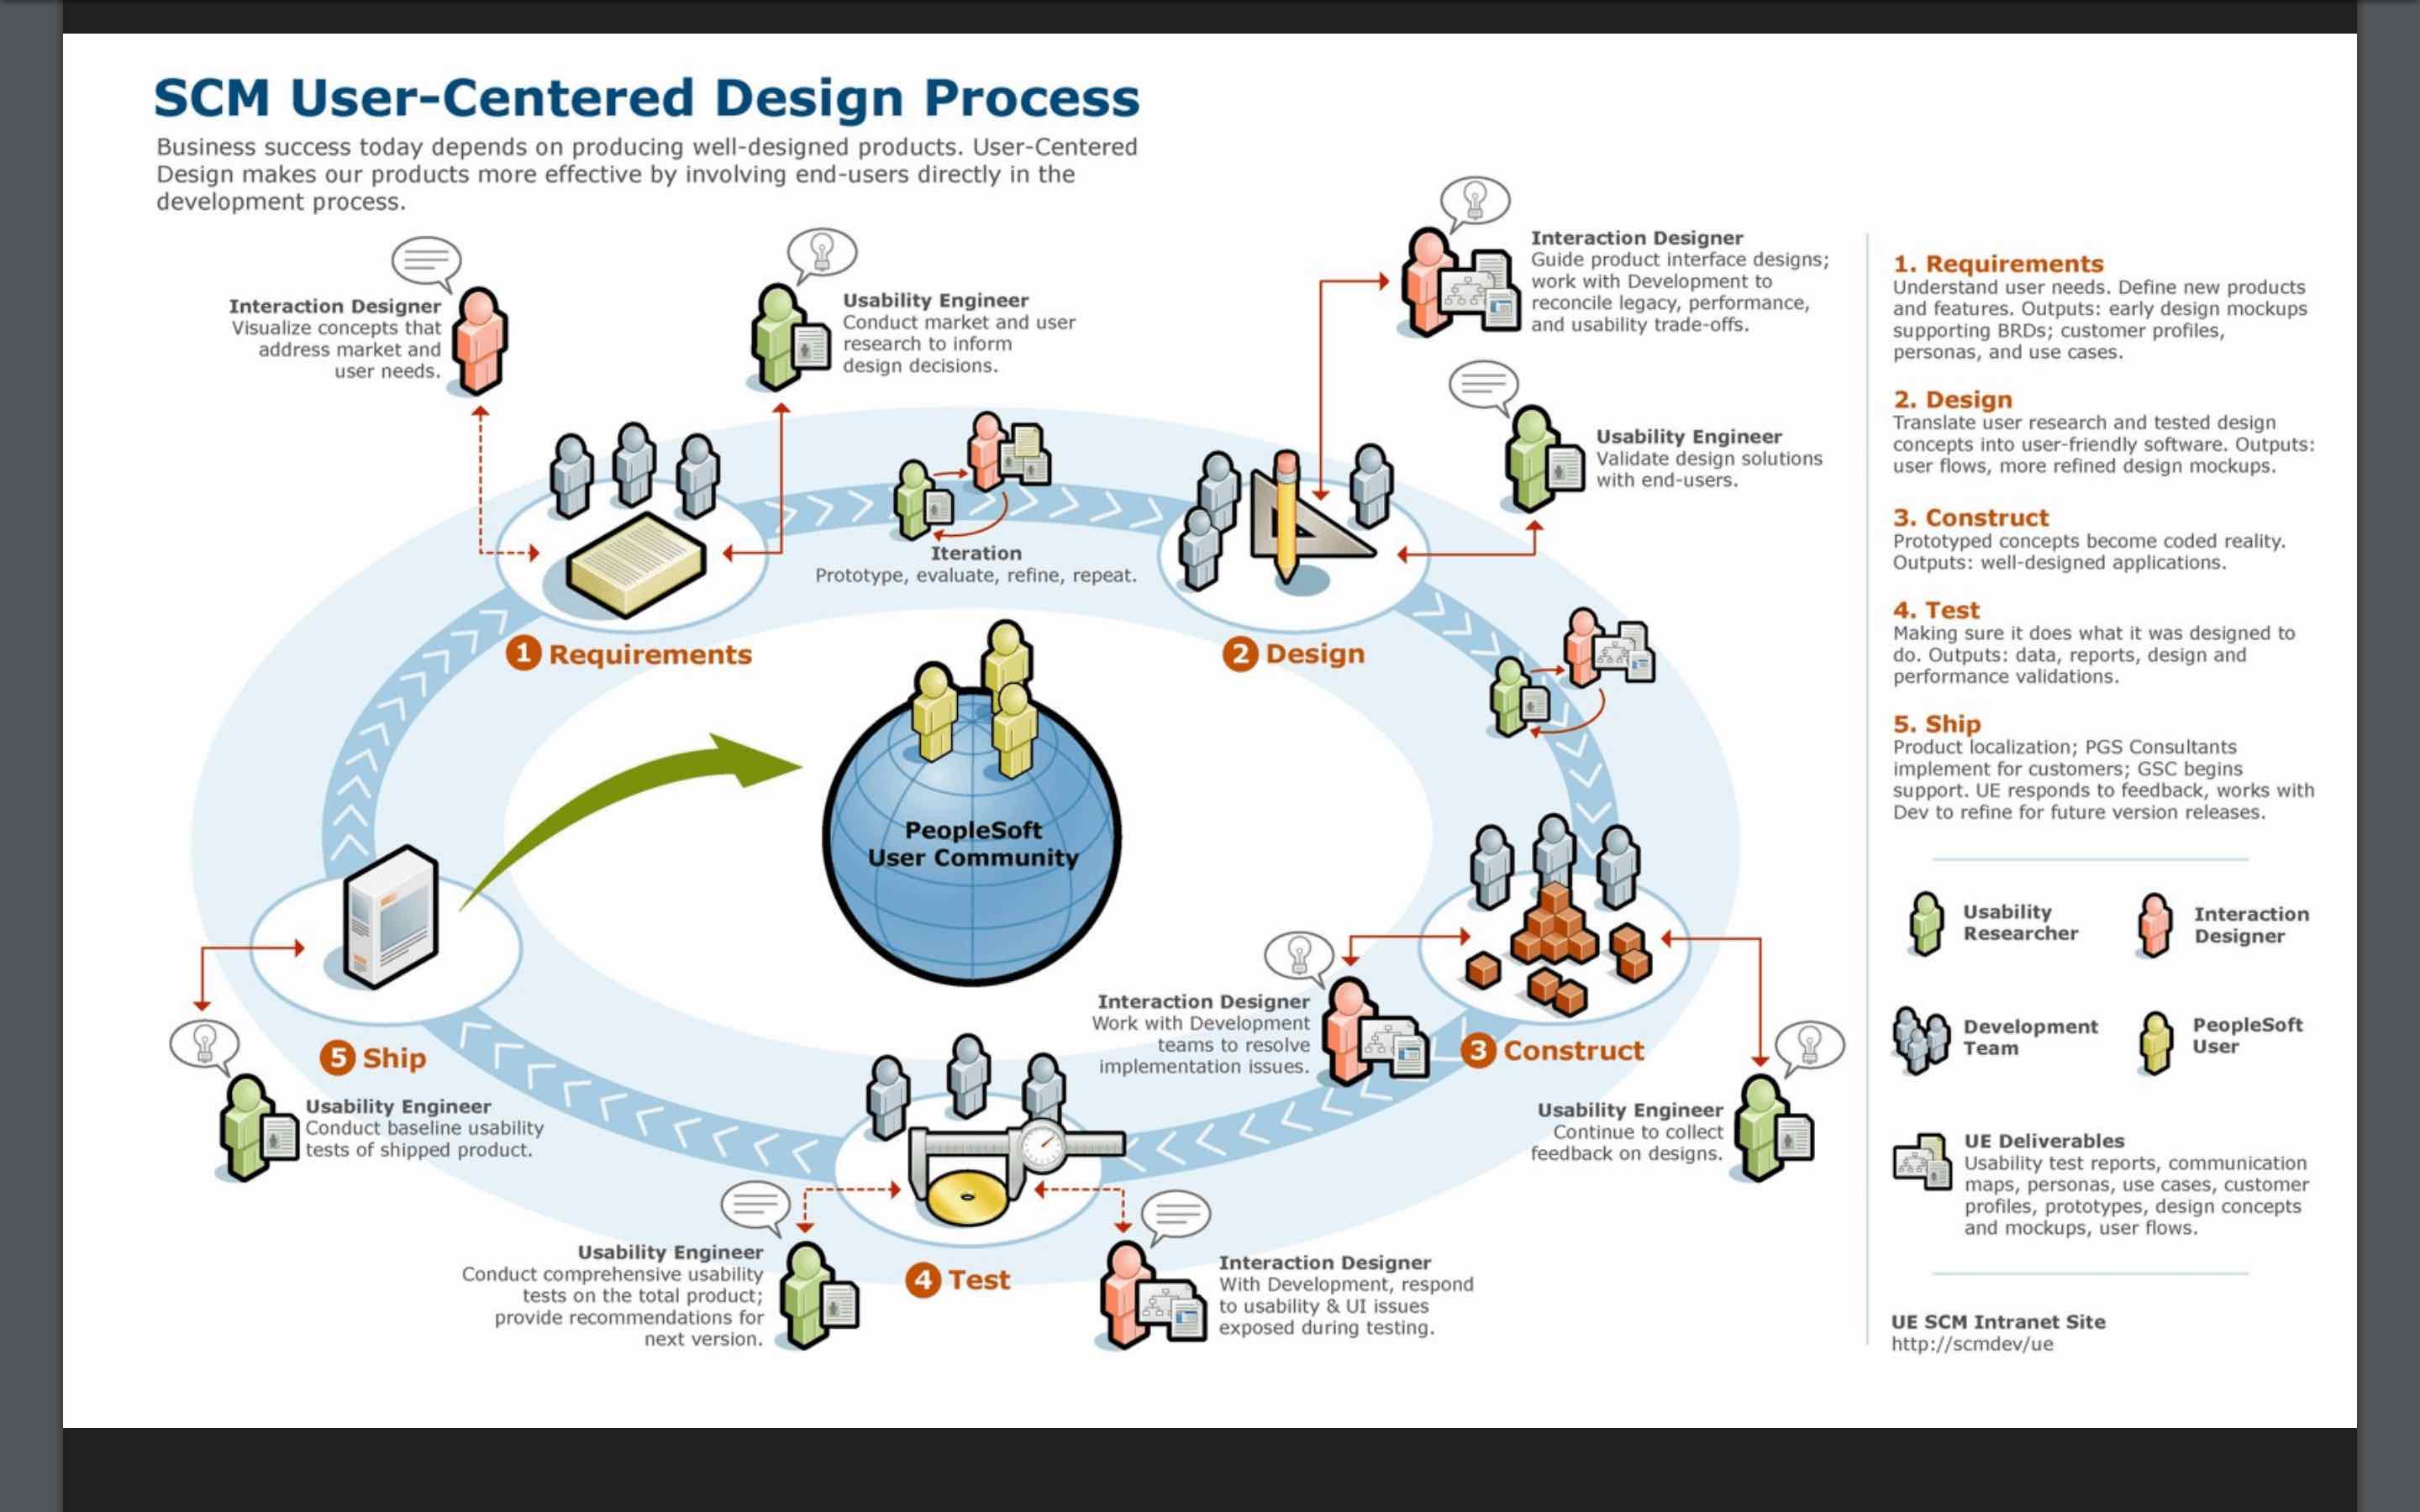 SCM User-Centered Design Process
Business success today depends on producing well-designed products. User-Centered
Design makes our products more effective by involving end-users directly in the
development process.
Interaction Designer
Visualize concepts that
address market and
user needs.
Usability Engineer
Conduct market and user
research to inform
design decisions.
Interaction Designer
Guide product interface designs;
work with Development to
reconcile legacy, performance,
and usability trade-offs.
Usability Engineer
Validate design solutions
with end-users.
Iteration
Prototype, evaluate, refine, repeat.
1 Requirements
2 Design
PeopleSoft
User Community
Interaction Designer
Work with Development
teams to resolve
implementation issues.
3 Construct
5 Ship
Usability Engineer
Conduct baseline usability
tests of shipped product.
Usability Engineer
Continue to collect
feedback on designs.
Usability Engineer
Conduct comprehensive usability
tests on the total product;
provide recommendations for
next version.
4 Test
Interaction Designer
With Development, respond
to usability & UI issues
exposed during testing.
1. Requirements
Understand user needs. Define new products
and features. Outputs: early design mockups
supporting BRDs; customer profiles,
personas, and use cases.
2. Design
Translate user research and tested design
concepts into user-friendly software. Outputs:
user flows, more refined design mockups.
3. Construct
Prototyped concepts become coded reality.
Outputs: well-designed applications.
4. Test
Making sure it does what it was designed to
do. Outputs: data, reports, design and
performance validations.
5. Ship
Product localization; PGS Consultants
implement for customers; GSC begins
support. UE responds to feedback, works with
Dev to refine for future version releases.
Usability
Researcher
Interaction
Designer
Development
Team
PeopleSoft
User
UE Deliverables
Usability test reports, communication
maps, personas, use cases, customer
profiles, prototypes, design concepts
and mockups, user flows.
UE SCM Intranet Site
http://scmdev/ue